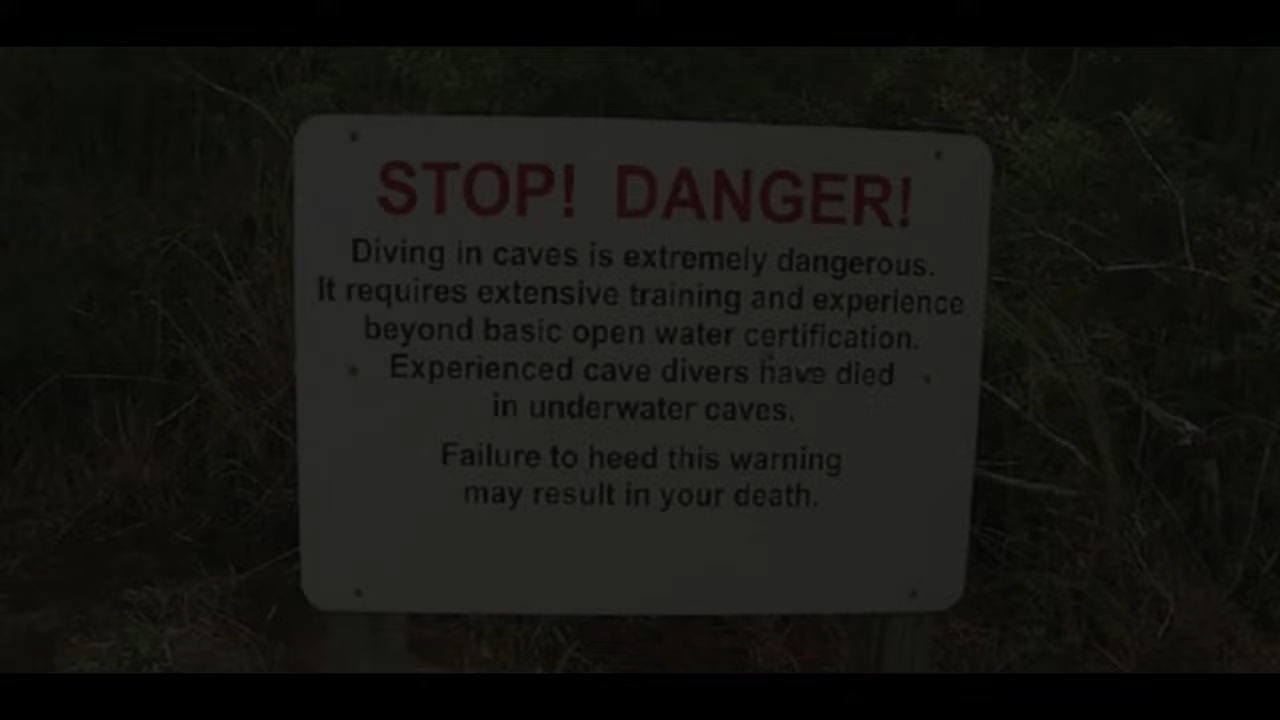 STOP! DANGER!
Diving in caves is extremely dangerous.
It requires extensive training and experience
beyond basic open water certification.
Experienced cave divers have died
in underwater caves.
Failure to heed this warning
may result in your death.